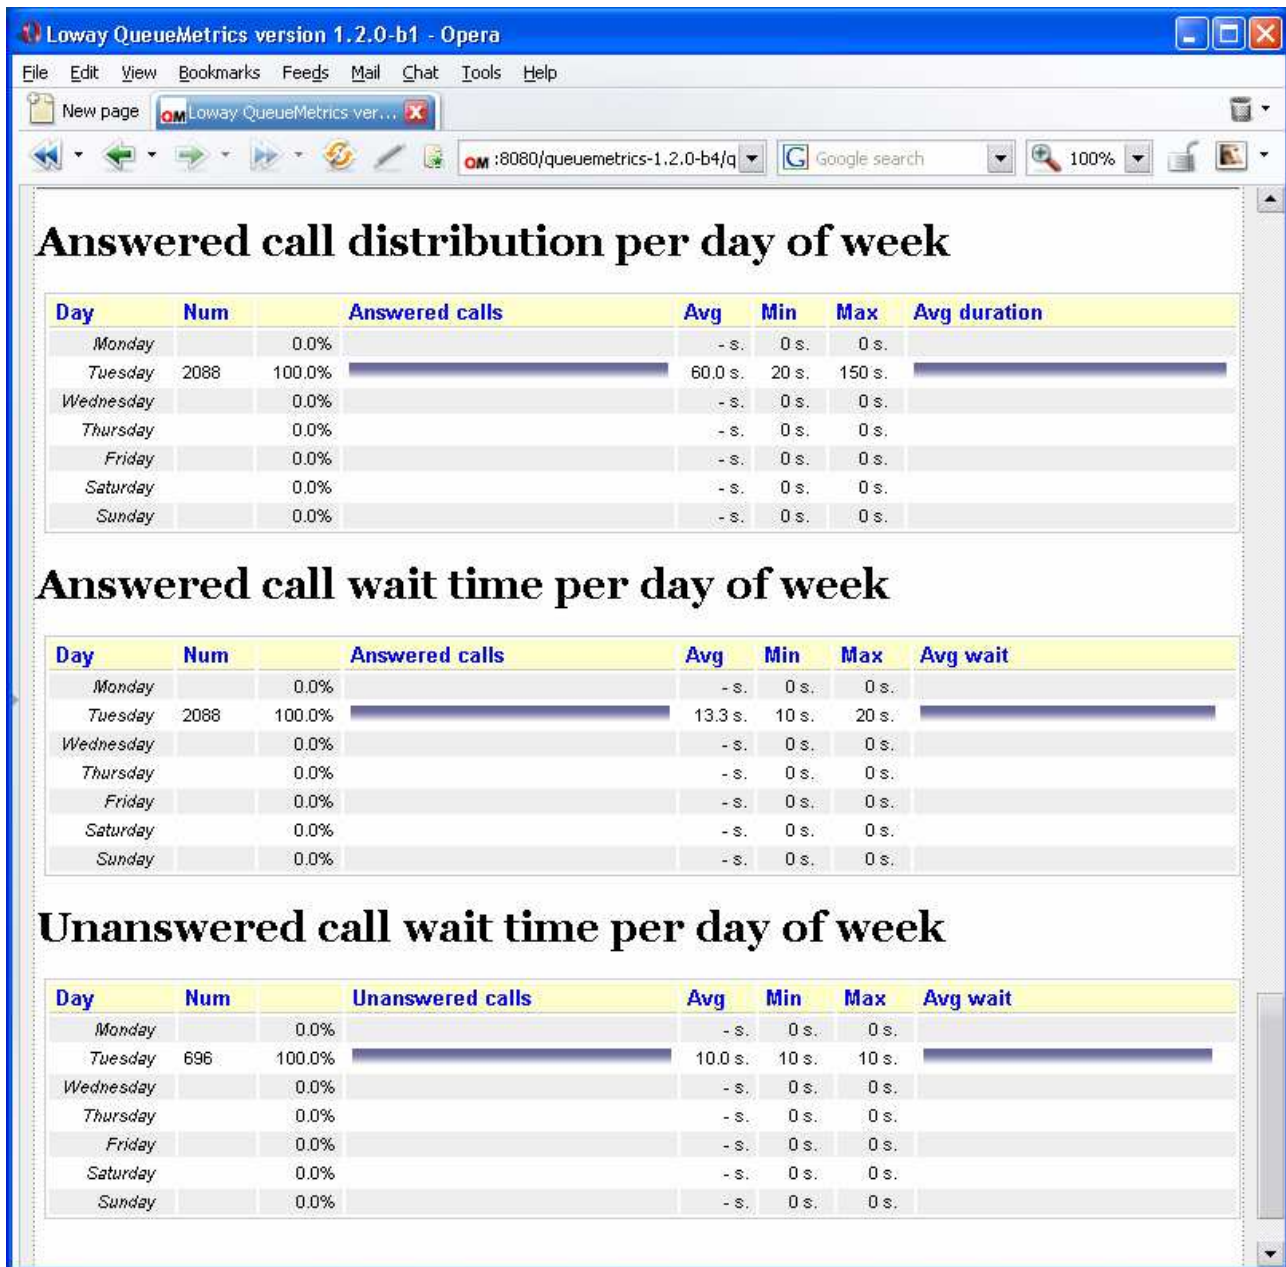 Loway QueueMetrics version 1.2.0-b1 - Opera
File Edit View Bookmarks Feeds Mail Chat Tools Help
New page QM Loway QueueMetrics ver...
QM :8080/queuemetrics-1.2.0-b4/q G Google search 100%
Answered call distribution per day of week
Day Num Answered calls Avg Min Max Avg duration
Monday 0.0% - s. 0 s. 0 s.
Tuesday 2088 100.0% 60.0 s. 20 s. 150 s.
Wednesday 0.0% - s. 0 s. 0 s.
Thursday 0.0% - s. 0 s. 0 s.
Friday 0.0% - s. 0 s. 0 s.
Saturday 0.0% - s. 0 s. 0 s.
Sunday 0.0% - s. 0 s. 0 s.
Answered call wait time per day of week
Day Num Answered calls Avg Min Max Avg wait
Monday 0.0% - s. 0 s. 0 s.
Tuesday 2088 100.0% 13.3 s. 10 s. 20 s.
Wednesday 0.0% - s. 0 s. 0 s.
Thursday 0.0% - s. 0 s. 0 s.
Friday 0.0% - s. 0 s. 0 s.
Saturday 0.0% - s. 0 s. 0 s.
Sunday 0.0% - s. 0 s. 0 s.
Unanswered call wait time per day of week
Day Num Unanswered calls Avg Min Max Avg wait
Monday 0.0% - s. 0 s. 0 s.
Tuesday 696 100.0% 10.0 s. 10 s. 10 s.
Wednesday 0.0% - s. 0 s. 0 s.
Thursday 0.0% - s. 0 s. 0 s.
Friday 0.0% - s. 0 s. 0 s.
Saturday 0.0% - s. 0 s. 0 s.
Sunday 0.0% - s. 0 s. 0 s.